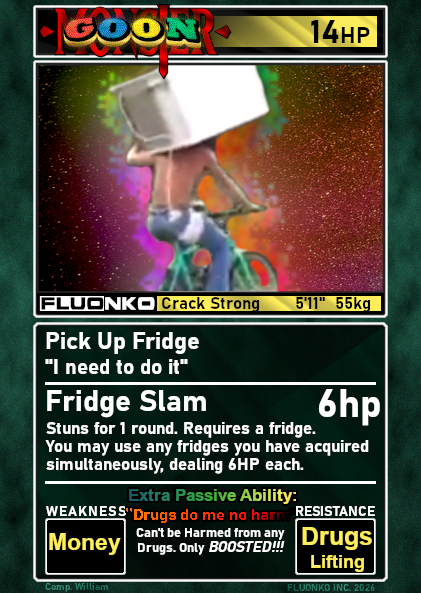 MONSTER
GOON
14HP
FLUONKO Crack Strong 5'11" 55kg
Pick Up Fridge
"I need to do it"
Fridge Slam 6hp
Stuns for 1 round. Requires a fridge.
You may use any fridges you have acquired
simultaneously, dealing 6HP each.
Extra Passive Ability:
"Drugs do me no harm
WEAKNESS
Money
Can't be Harmed from any
Drugs. Only BOOSTED!!!
RESISTANCE
Drugs
Lifting
Comp. William
FLUONKO INC. 2026